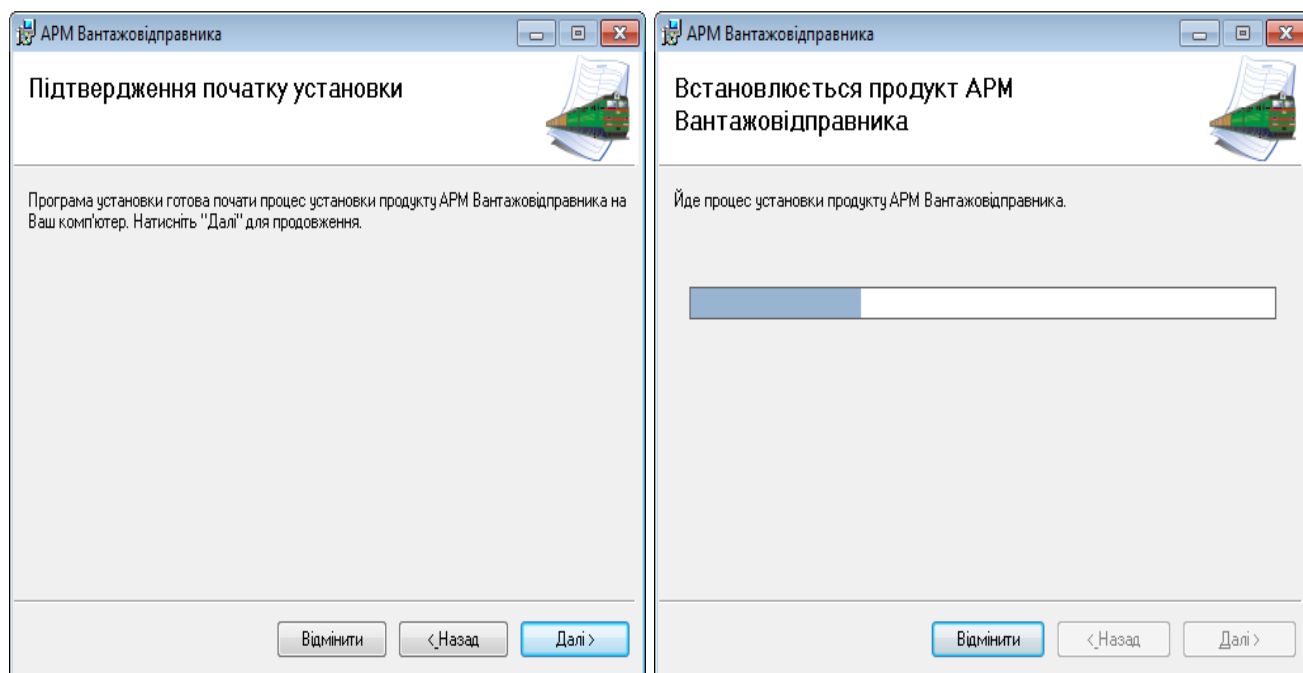 АРМ Вантажовідправника
Підтвердження початку установки
Програма установки готова почати процес установки продукту АРМ Вантажовідправника на
Ваш комп'ютер. Натисніть "Далі" для продовження.
Відмінити
< Назад
Далі >
АРМ Вантажовідправника
Встановлюється продукт АРМ
Вантажовідправника
Йде процес установки продукту АРМ Вантажовідправника.
Відмінити
< Назад
Далі >